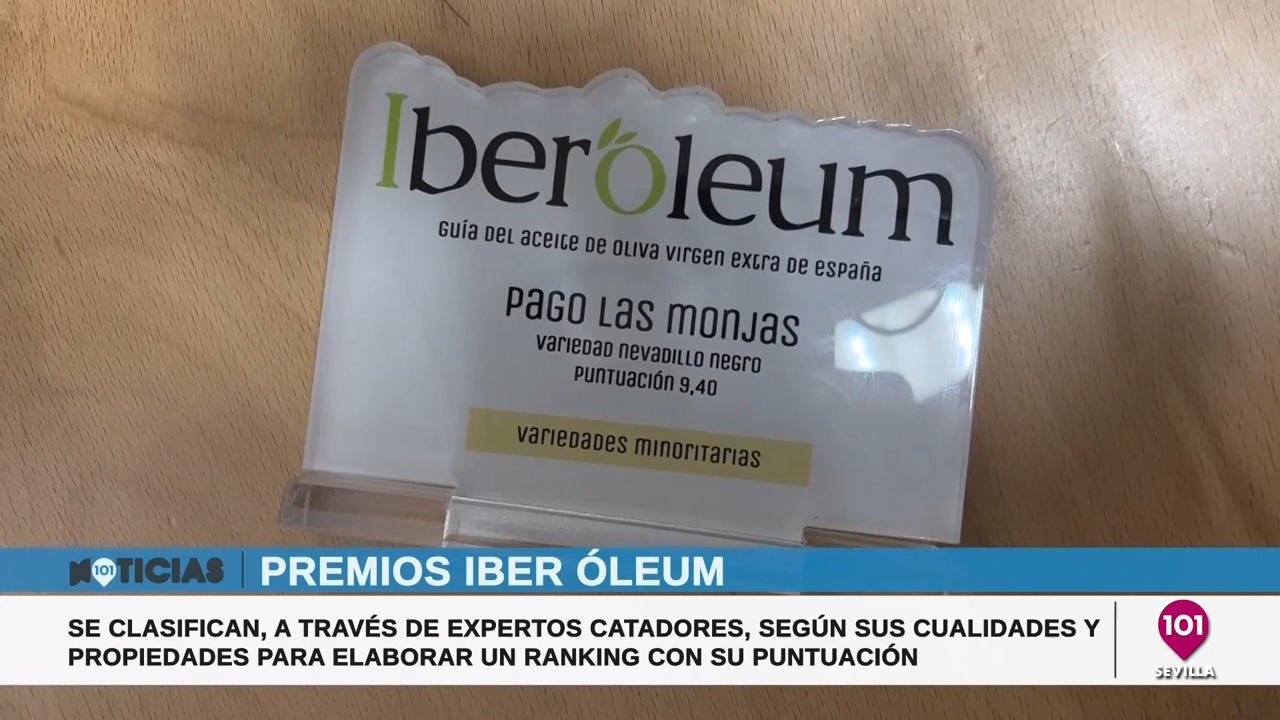 Iberoleum
GUÍA DEL ACEITE DE OLIVA VIRGEN EXTRA DE ESPAÑA
PAGO LAS MONJAS
VARIEDAD NEVADILLO NEGRO
PUNTUACIÓN 9,40
VARIEDADES MINORITARIAS
NOTICIAS 101
PREMIOS IBER ÓLEUM
SE CLASIFICAN, A TRAVÉS DE EXPERTOS CATADORES, SEGÚN SUS CUALIDADES Y
PROPIEDADES PARA ELABORAR UN RANKING CON SU PUNTUACIÓN
101
SEVILLA